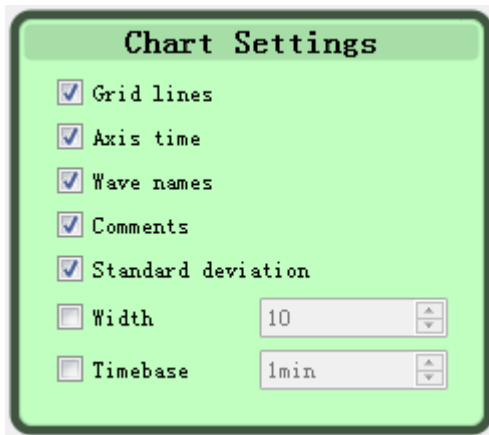 Chart Settings
Grid lines
Axis time
Wave names
Comments
Standard deviation
Width 10
Timebase 1min